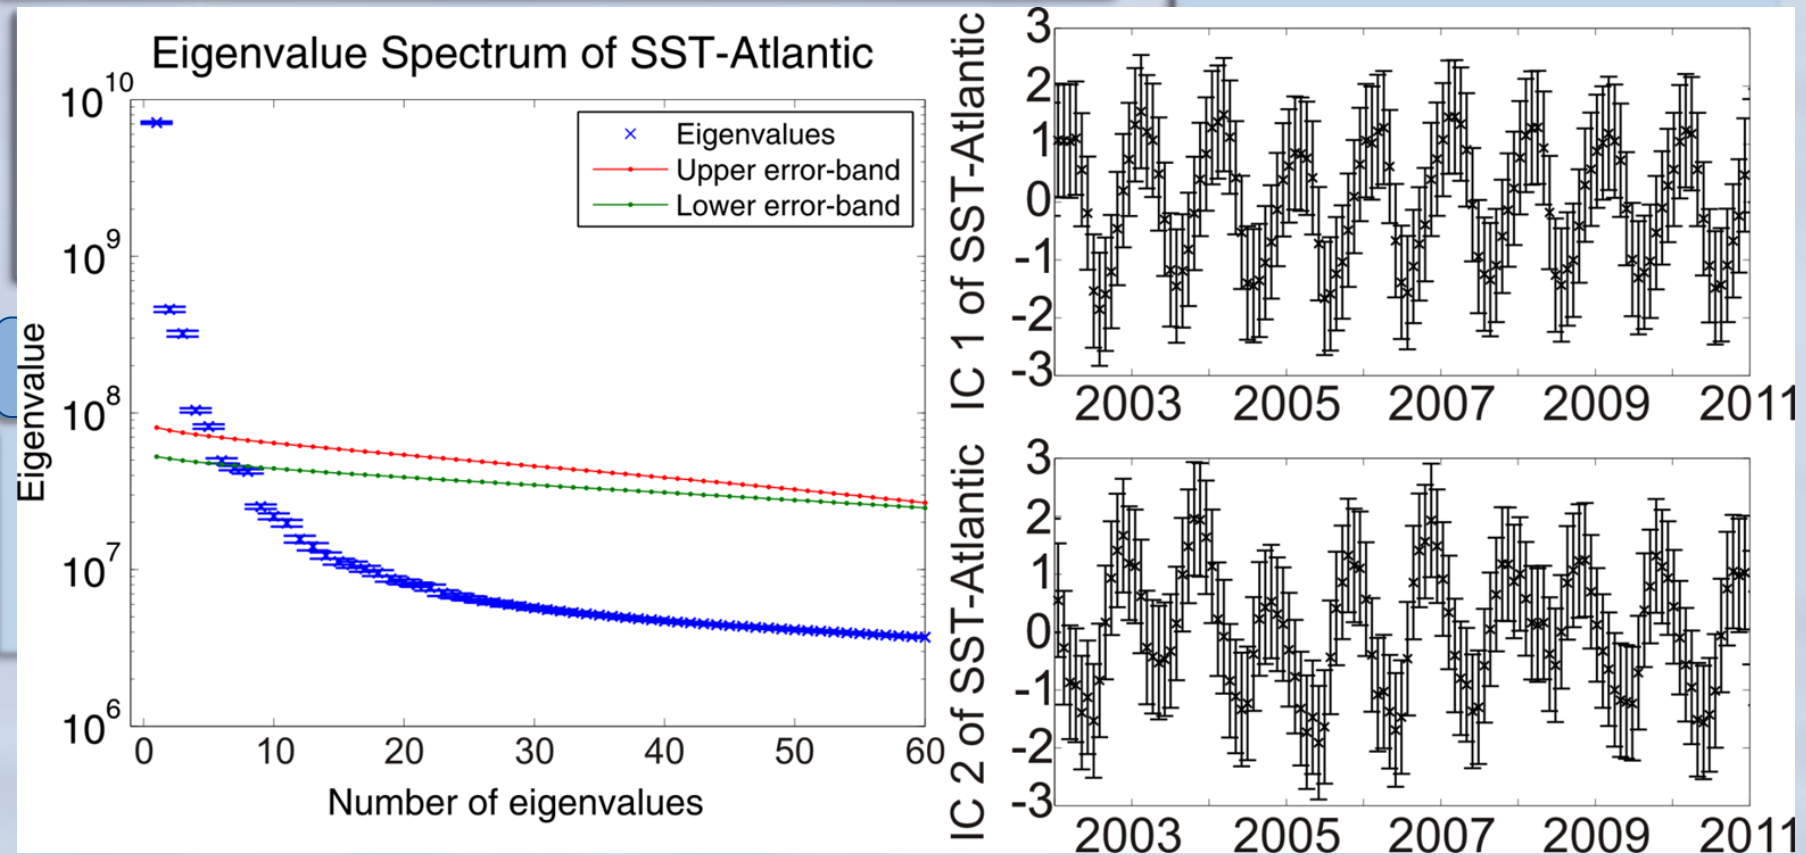 Eigenvalue Spectrum of SST-Atlantic
Eigenvalue
10^10
10^9
10^8
10^7
10^6
Eigenvalues
Upper error-band
Lower error-band
0 10 20 30 40 50 60
Number of eigenvalues
IC 1 of SST-Atlantic
3
2
1
0
-1
-2
-3
2003 2005 2007 2009 2011
IC 2 of SST-Atlantic
3
2
1
0
-1
-2
-3
2003 2005 2007 2009 2011